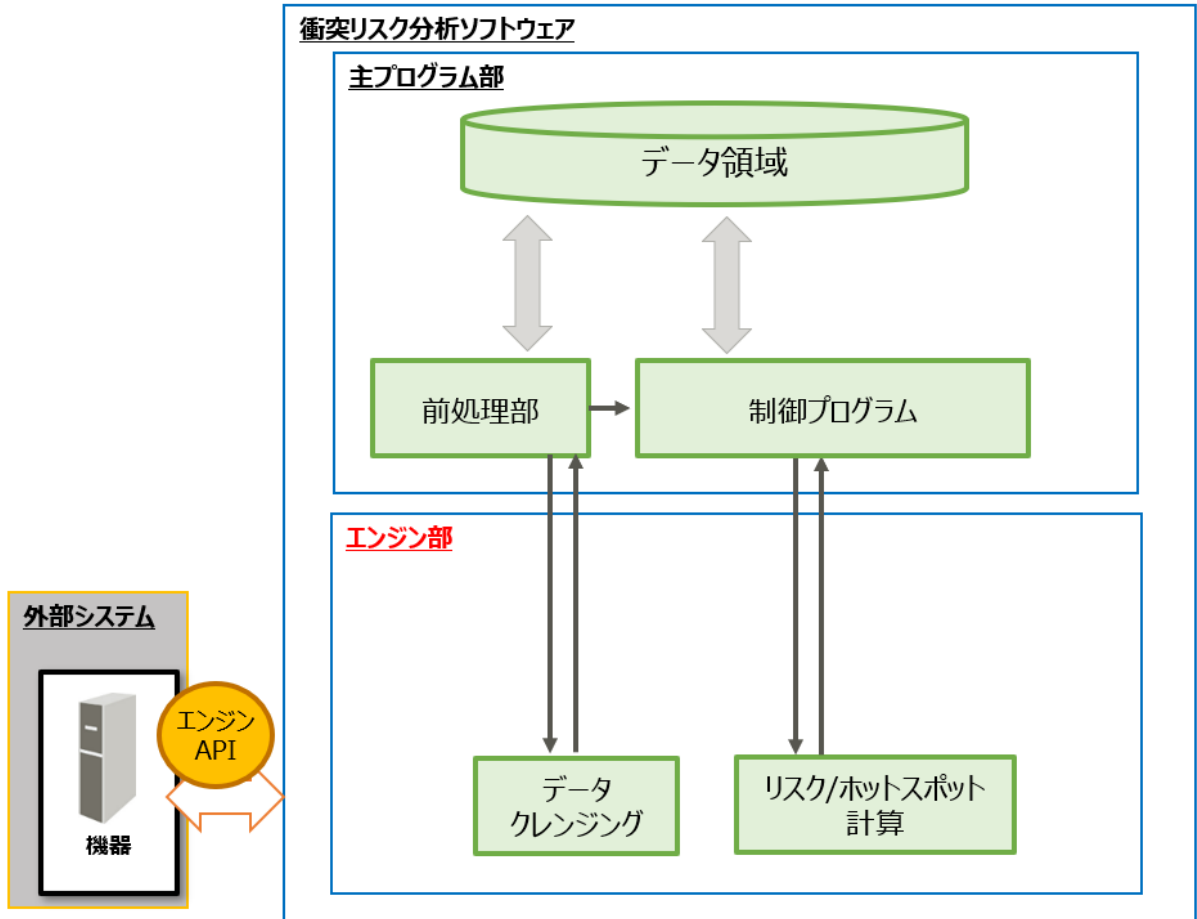 衝突リスク分析ソフトウェア
主プログラム部
データ領域
前処理部
制御プログラム
エンジン部
外部システム
エンジン
API
機器
データ
クレンジング
リスク/ホットスポット
計算